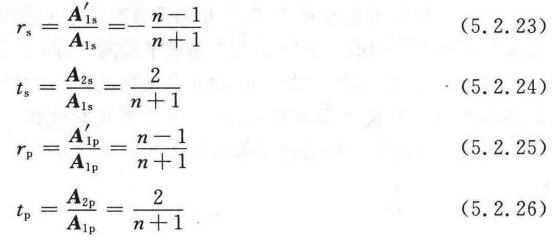 r_s = A′_1s / A_1s = − (n − 1) / (n + 1) (5.2.23)
t_s = A_2s / A_1s = 2 / (n + 1) (5.2.24)
r_p = A′_1p / A_1p = (n − 1) / (n + 1) (5.2.25)
t_p = A_2p / A_1p = 2 / (n + 1) (5.2.26)